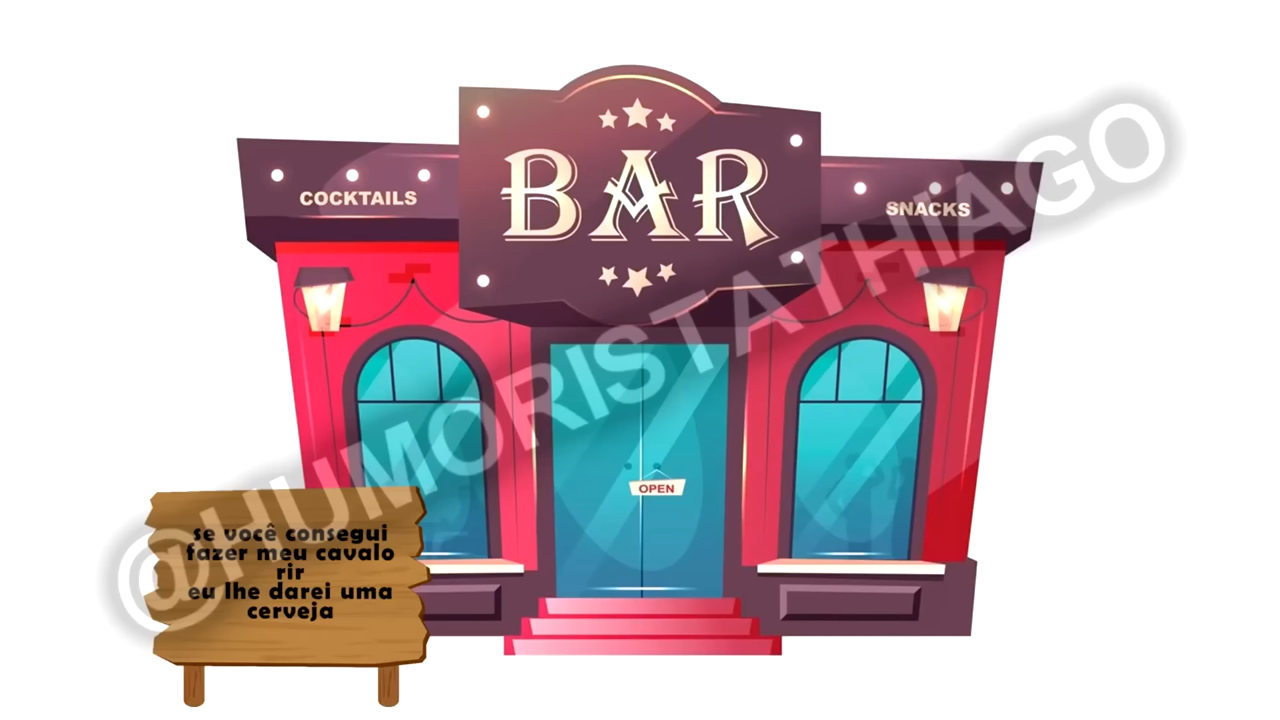 BAR
COCKTAILS
SNACKS
OPEN
@HUMORISTATHIAGO
se você consegui
fazer meu cavalo
rir
eu lhe darei uma
cerveja